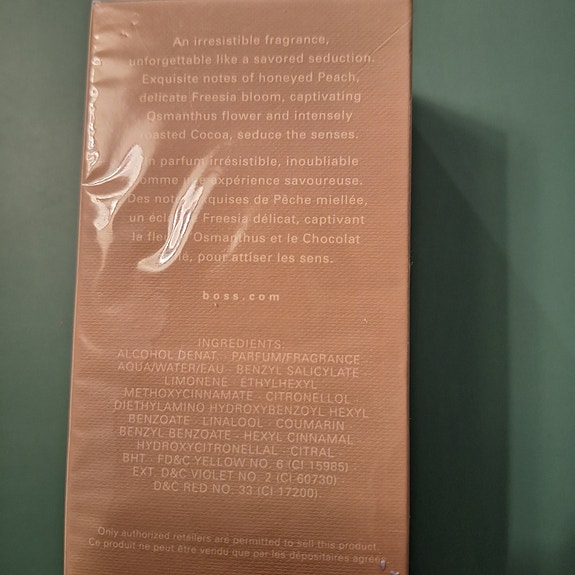 An irresistible fragrance,
unforgettable like a savored seduction.
Exquisite notes of honeyed Peach,
delicate Freesia bloom, captivating
Osmanthus flower and intensely
roasted Cocoa, seduce the senses.
Un parfum irrésistible, inoubliable
comme une expérience savoureuse.
Des notes exquises de Pêche miellée,
un éclat Freesia délicat, captivant
la fleur Osmanthus et le Chocolat
pour attiser les sens.
boss.com
INGREDIENTS:
ALCOHOL DENAT · PARFUM/FRAGRANCE ·
AQUA/WATER/EAU · BENZYL SALICYLATE ·
LIMONENE · ETHYLHEXYL
METHOXYCINNAMATE · CITRONELLOL ·
DIETHYLAMINO HYDROXYBENZOYL HEXYL
BENZOATE · LINALOOL · COUMARIN ·
BENZYL BENZOATE · HEXYL CINNAMAL ·
HYDROXYCITRONELLAL · CITRAL ·
BHT · FD&C YELLOW NO. 6 (CI 15985) ·
EXT. D&C VIOLET NO. 2 (CI 60730) ·
D&C RED NO. 33 (CI 17200).
Only authorized retailers are permitted to sell this product.
Ce produit ne peut être vendu que par les dépositaires agréés.